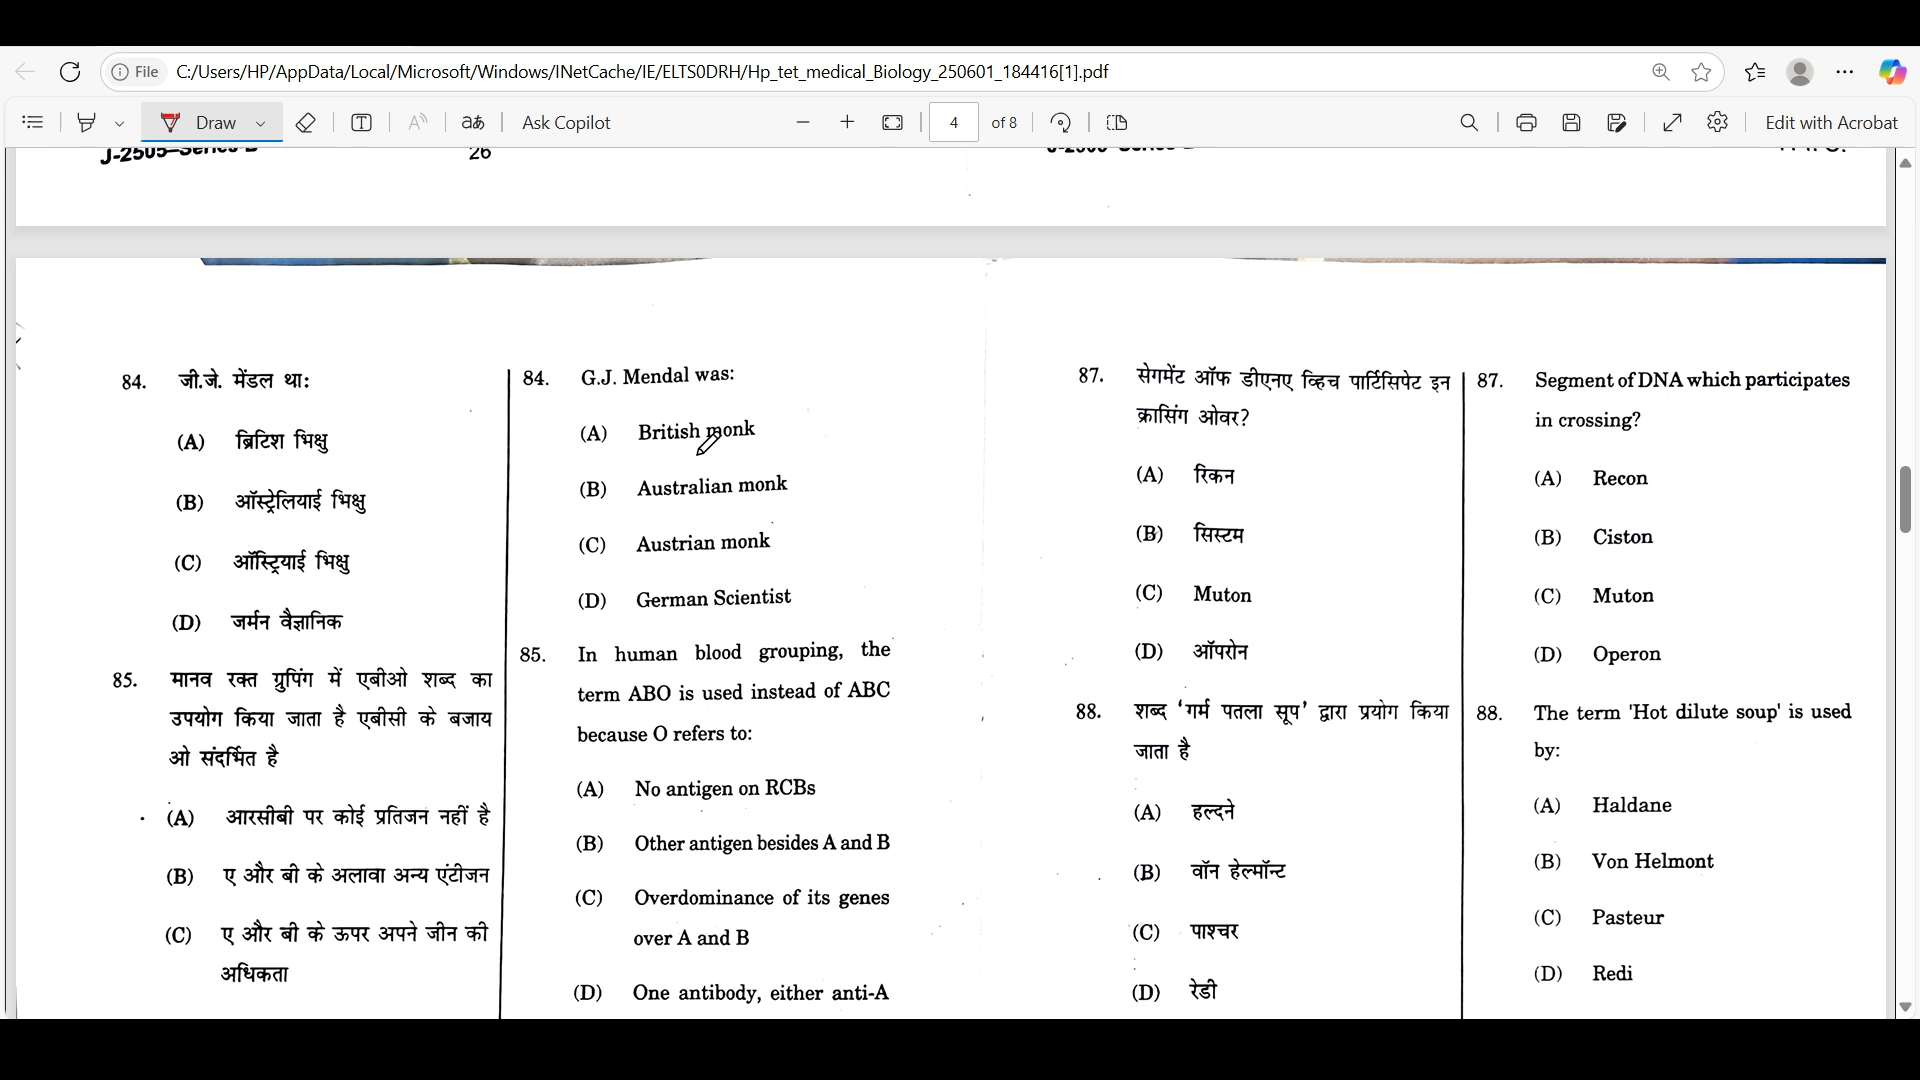 File C:/Users/HP/AppData/Local/Microsoft/Windows/INetCache/IE/ELTS0DRH/Hp_tet_medical_Biology_250601_184416[1].pdf
Draw
aあ
Ask Copilot
4 of 8
Edit with Acrobat
26
84. जी.जे. मेंडल था:
(A) ब्रिटिश भिक्षु
(B) ऑस्ट्रेलियाई भिक्षु
(C) ऑस्ट्रियाई भिक्षु
(D) जर्मन वैज्ञानिक
85. मानव रक्त ग्रुपिंग में एबीओ शब्द का
उपयोग किया जाता है एबीसी के बजाय
ओ संदर्भित है
(A) आरसीबी पर कोई प्रतिजन नहीं है
(B) ए और बी के अलावा अन्य एंटीजन
(C) ए और बी के ऊपर अपने जीन की
अधिकता
84. G.J. Mendal was:
(A) British monk
(B) Australian monk
(C) Austrian monk
(D) German Scientist
85. In human blood grouping, the
term ABO is used instead of ABC
because O refers to:
(A) No antigen on RCBs
(B) Other antigen besides A and B
(C) Overdominance of its genes
over A and B
(D) One antibody, either anti-A
87. सेगमेंट ऑफ डीएनए व्हिच पार्टिसिपेट इन
क्रासिंग ओवर?
(A) रिकन
(B) सिस्टम
(C) Muton
(D) ऑपरोन
88. शब्द ‘गर्म पतला सूप’ द्वारा प्रयोग किया
जाता है
(A) हल्दने
(B) वॉन हेल्मॉन्ट
(C) पाश्चर
(D) रेडी
87. Segment of DNA which participates
in crossing?
(A) Recon
(B) Ciston
(C) Muton
(D) Operon
88. The term 'Hot dilute soup' is used
by:
(A) Haldane
(B) Von Helmont
(C) Pasteur
(D) Redi